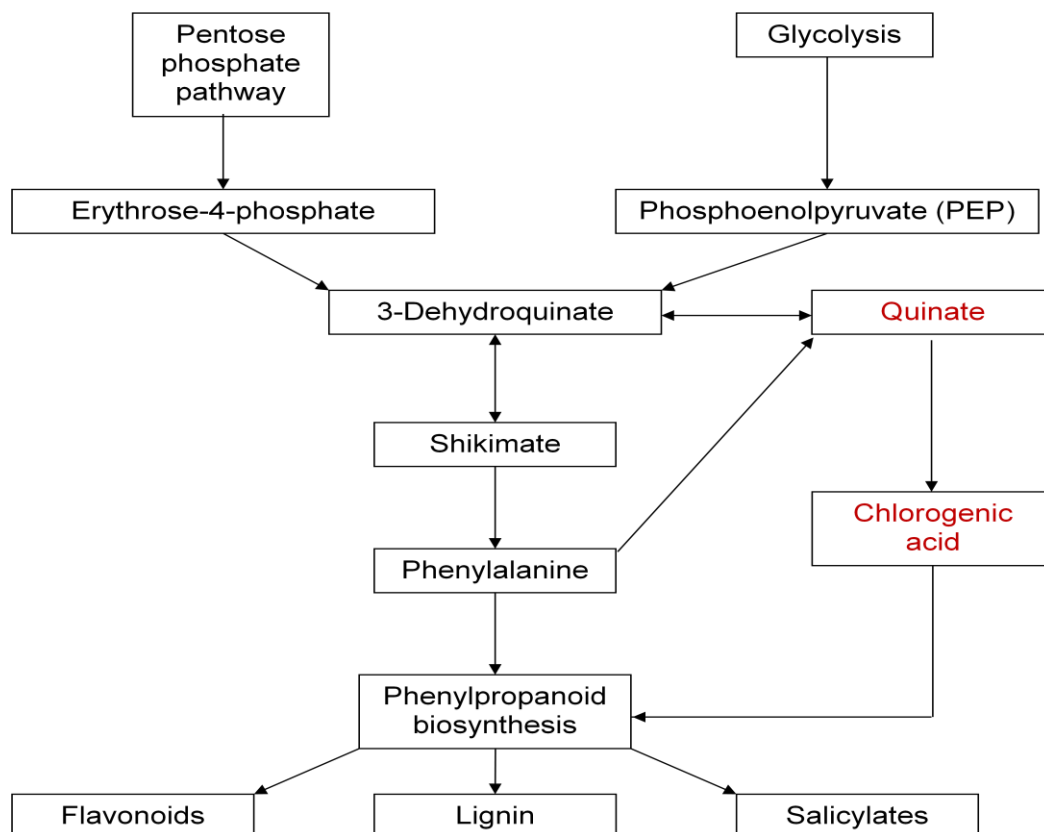 Pentose
phosphate
pathway
Glycolysis
Erythrose-4-phosphate
Phosphoenolpyruvate (PEP)
3-Dehydroquinate
Quinate
Shikimate
Chlorogenic
acid
Phenylalanine
Phenylpropanoid
biosynthesis
Flavonoids
Lignin
Salicylates